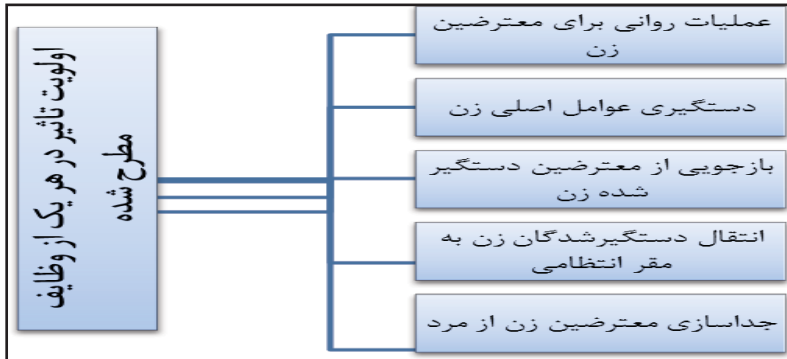 اولویت تاثیر در هر یک از وظایف
مطرح شده
عملیات روانی برای معترضین
زن
دستگیری عوامل اصلی زن
بازجویی از معترضین دستگیر
شده زن
انتقال دستگیرشدگان زن به
مقر انتظامی
جداسازی معترضین زن از مرد